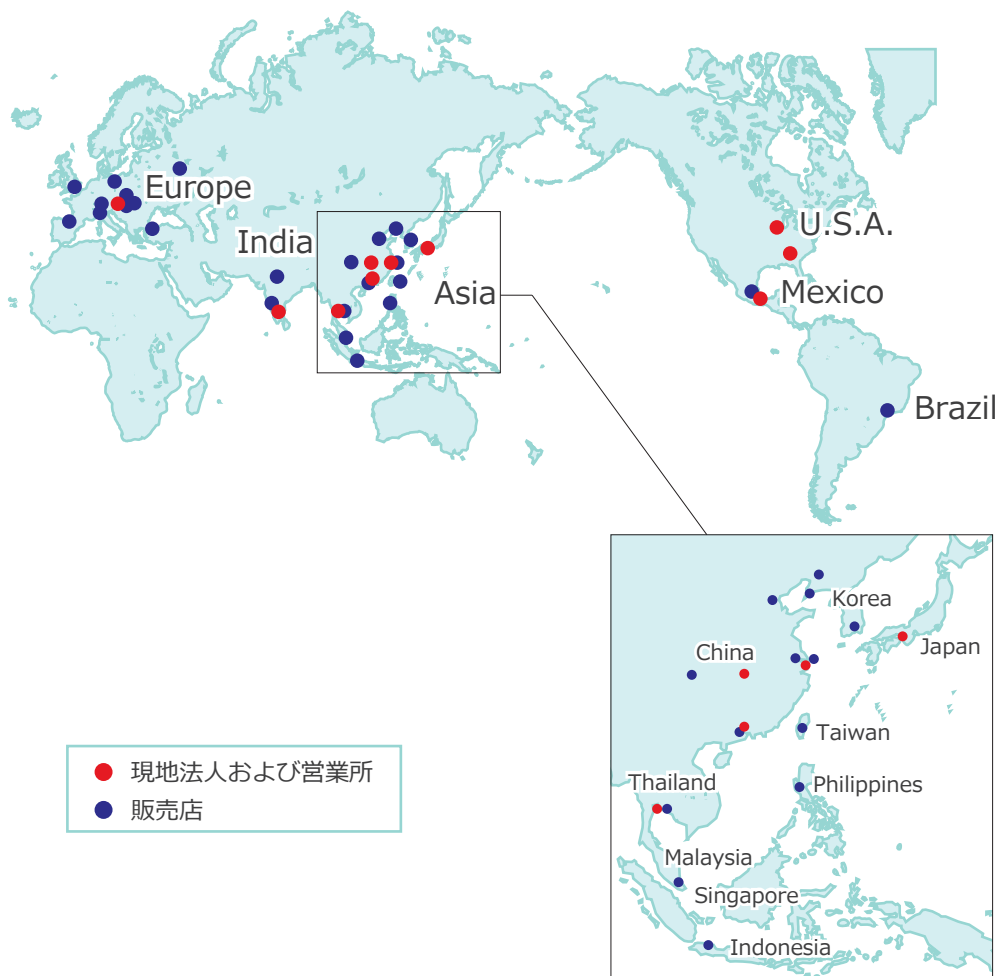 Europe
India
Asia
U.S.A.
Mexico
Brazil
Korea
Japan
China
Taiwan
Thailand
Philippines
Malaysia
Singapore
Indonesia
現地法人および営業所
販売店